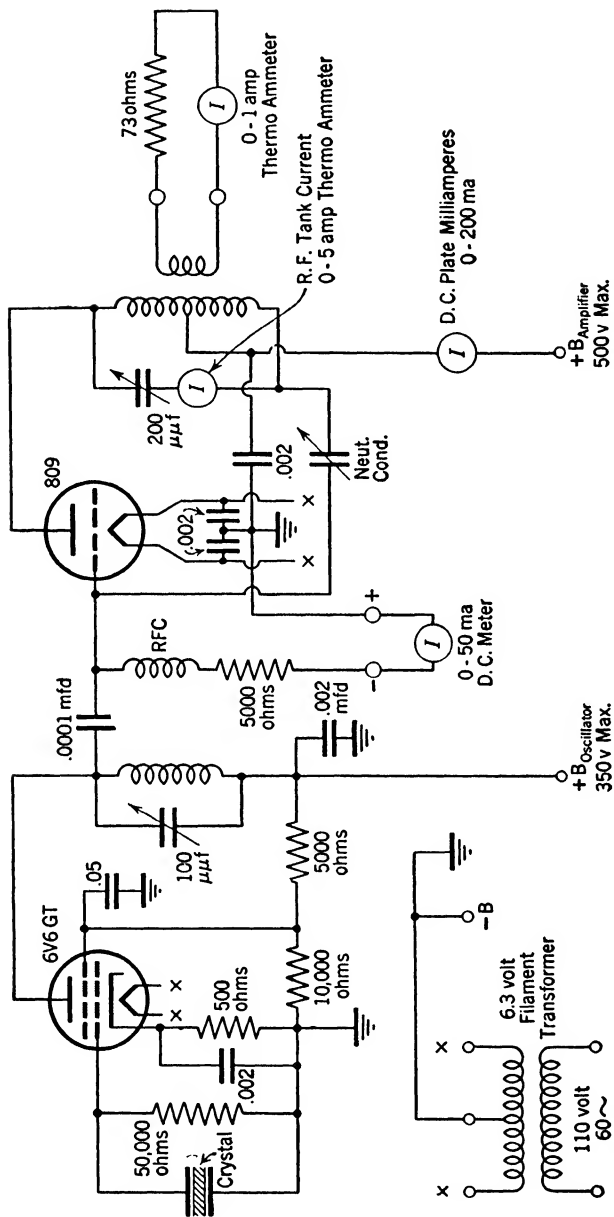 6V6 GT
.05
100
μμf
.0001 mfd
809
200
μμf
73 ohms
0-1 amp
Thermo Ammeter
R.F. Tank Current
0-5 amp Thermo Ammeter
I
I
50,000
ohms
Crystal
.002
500
ohms
x
x
10,000
ohms
5000
ohms
.002
mfd
RFC
5000
ohms
(.002)
x
x
.002
Neut.
Cond.
-
+
I
0-50 ma
D.C. Meter
I
D.C. Plate Milliamperes
0-200 ma
+B Oscillator
350 v Max.
+B Amplifier
500 v Max.
x
x
6.3 volt
Filament
Transformer
110 volt
60~
-B